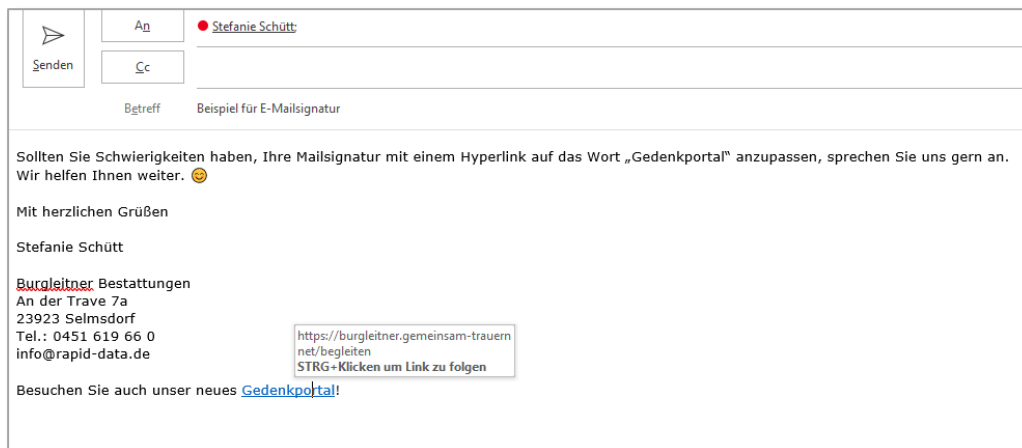 Senden
An
Stefanie Schütt;
Cc
Betreff
Beispiel für E-Mailsignatur
Sollten Sie Schwierigkeiten haben, Ihre Mailsignatur mit einem Hyperlink auf das Wort „Gedenkportal“ anzupassen, sprechen Sie uns gern an.
Wir helfen Ihnen weiter. 😊
Mit herzlichen Grüßen
Stefanie Schütt
Burgleitner Bestattungen
An der Trave 7a
23923 Selmsdorf
Tel.: 0451 619 66 0
info@rapid-data.de
https://burgleitner.gemeinsam-trauern
net/begleiten
STRG+Klicken um Link zu folgen
Besuchen Sie auch unser neues Gedenkportal!